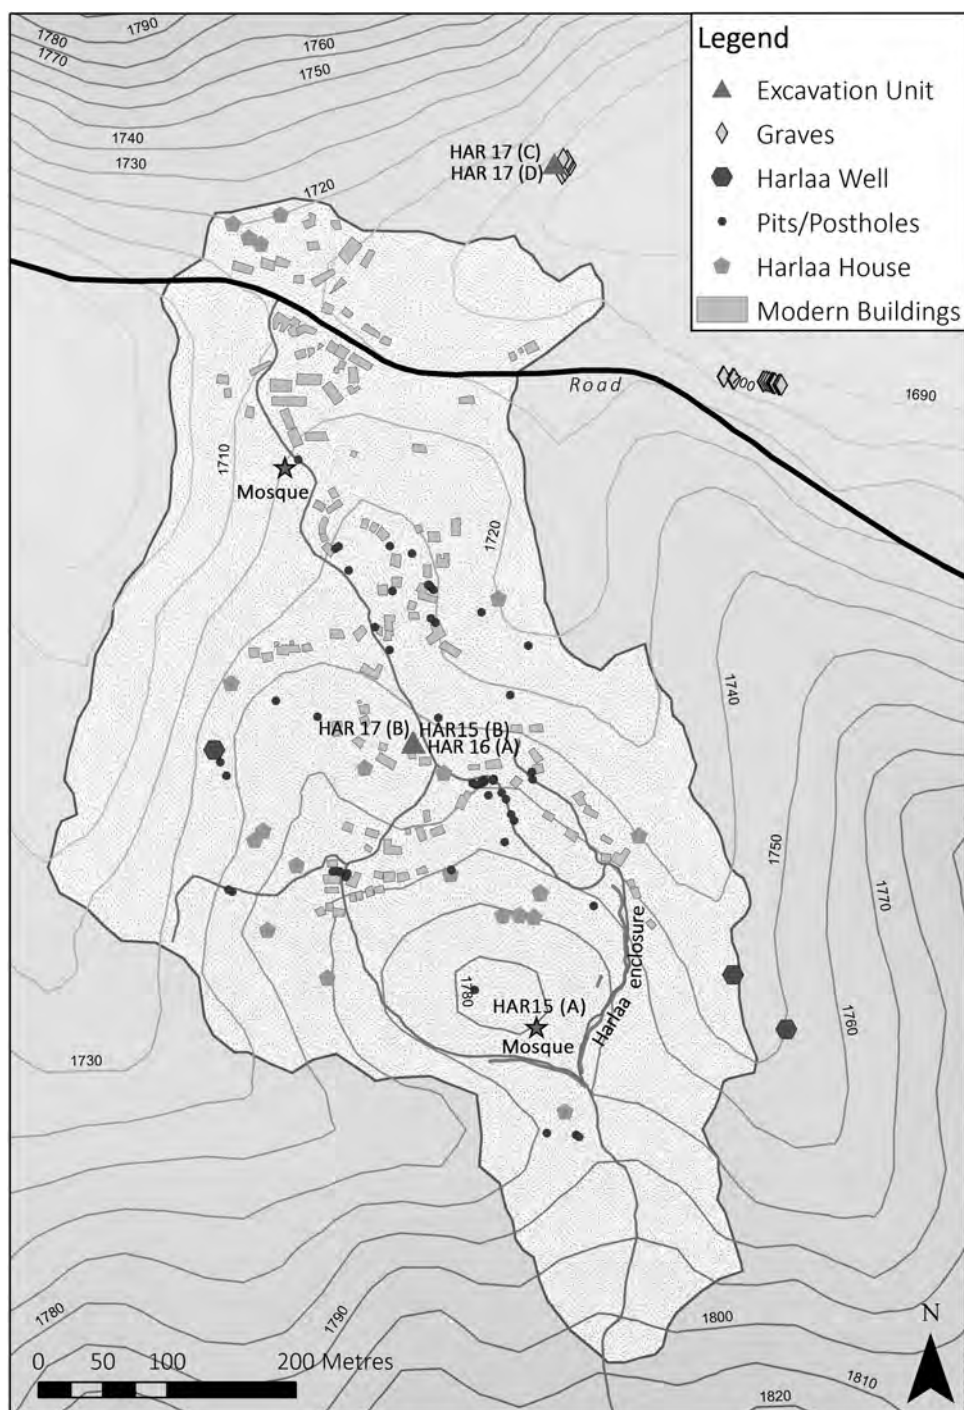 1790
1780
1770
1760
1750
1740
1730
1720
HAR 17 (C)
HAR 17 (D)
Legend
Excavation Unit
Graves
Harlaa Well
Pits/Postholes
Harlaa House
Modern Buildings
Road
1690
1710
Mosque
1720
1740
HAR 17 (B)
HAR15 (B)
HAR 16 (A)
1750
1770
Harlaa enclosure
1780
HAR15 (A)
Mosque
1760
1730
1780
1790
1800
1810
1820
N
0 50 100 200 Metres